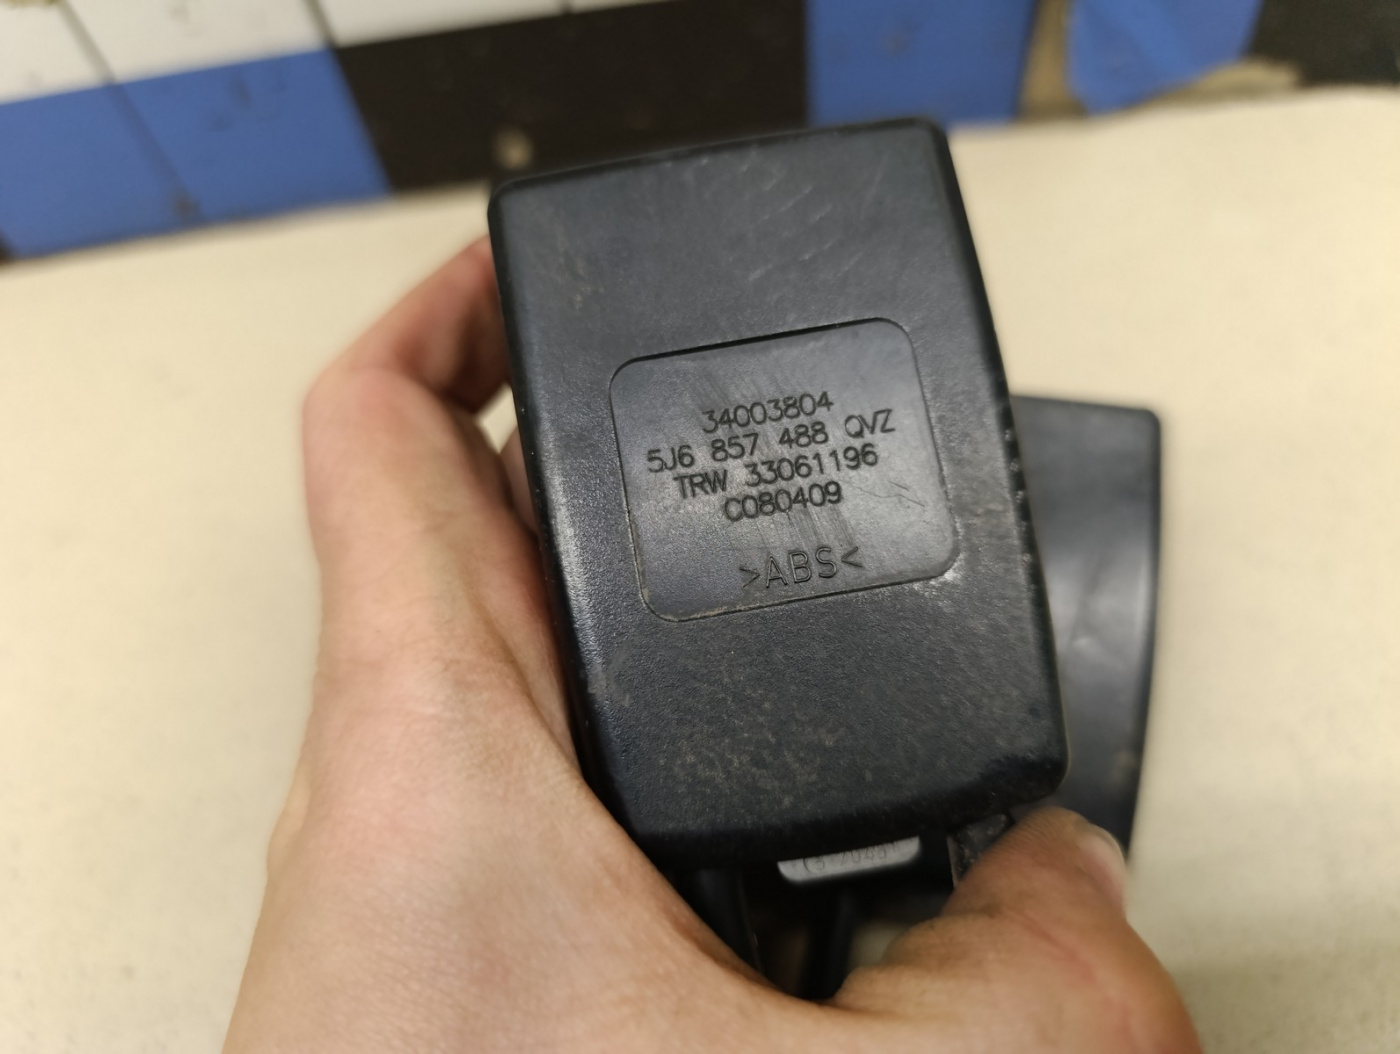 34003804
5J6 857 488 QVZ
TRW 33061196
C080409
>ABS<